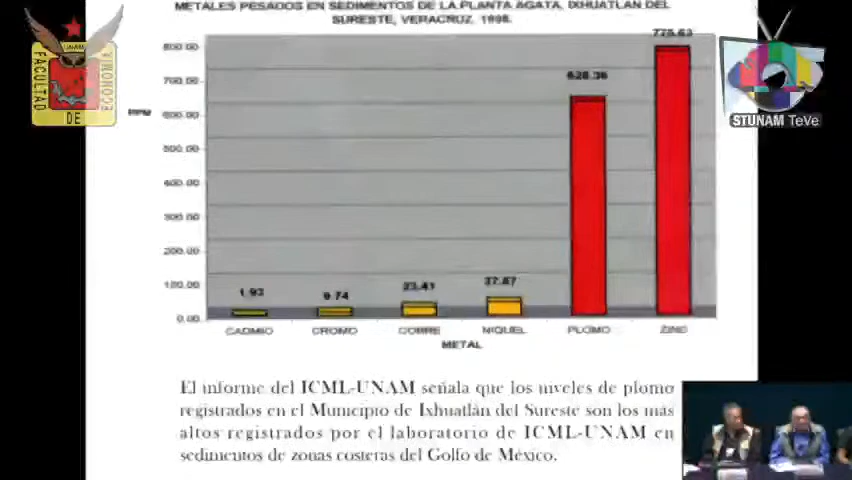 METALES PESADOS EN SEDIMENTOS DE LA PLANTA AGATA, IXHUATLAN DEL
SURESTE, VERACRUZ, 1998.
800.00
700.00
600.00
500.00
400.00
300.00
200.00
100.00
0.00
PPM
1.93
9.74
23.41
37.87
628.36
775.63
CADMIO CROMO COBRE NIQUEL PLOMO ZINC
METAL
El informe del ICML-UNAM señala que los niveles de plomo
registrados en el Municipio de Ixhuatlán del Sureste son los más
altos registrados por el laboratorio de ICML-UNAM en
sedimentos de zonas costeras del Golfo de México.
UNAM
FACULTAD
DE
ECONOMIA
STUNAM TeVe